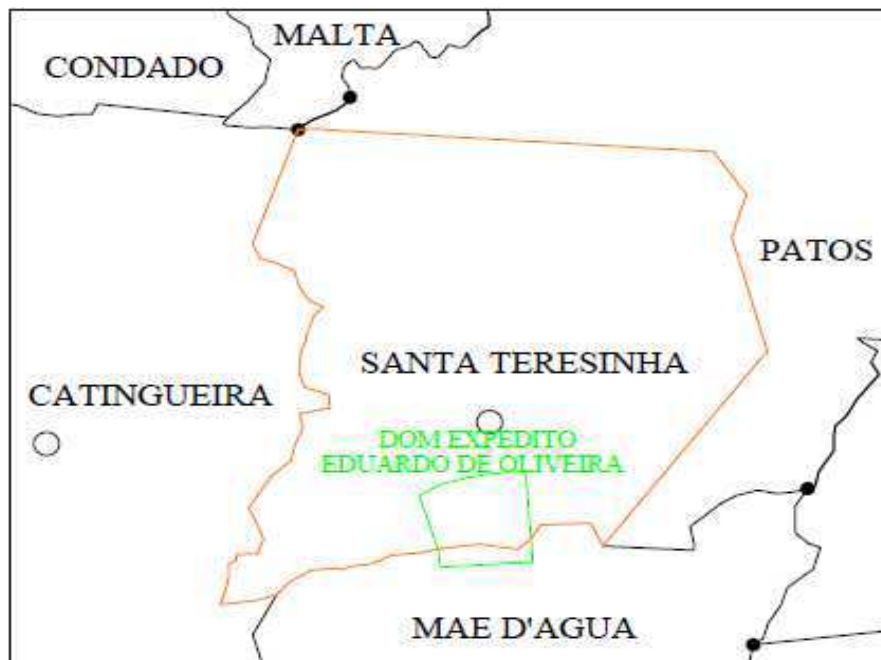 MALTA
CONDADO
PATOS
SANTA TERESINHA
CATINGUEIRA
DOM EXPEDITO
EDUARDO DE OLIVEIRA
MAE D'AGUA